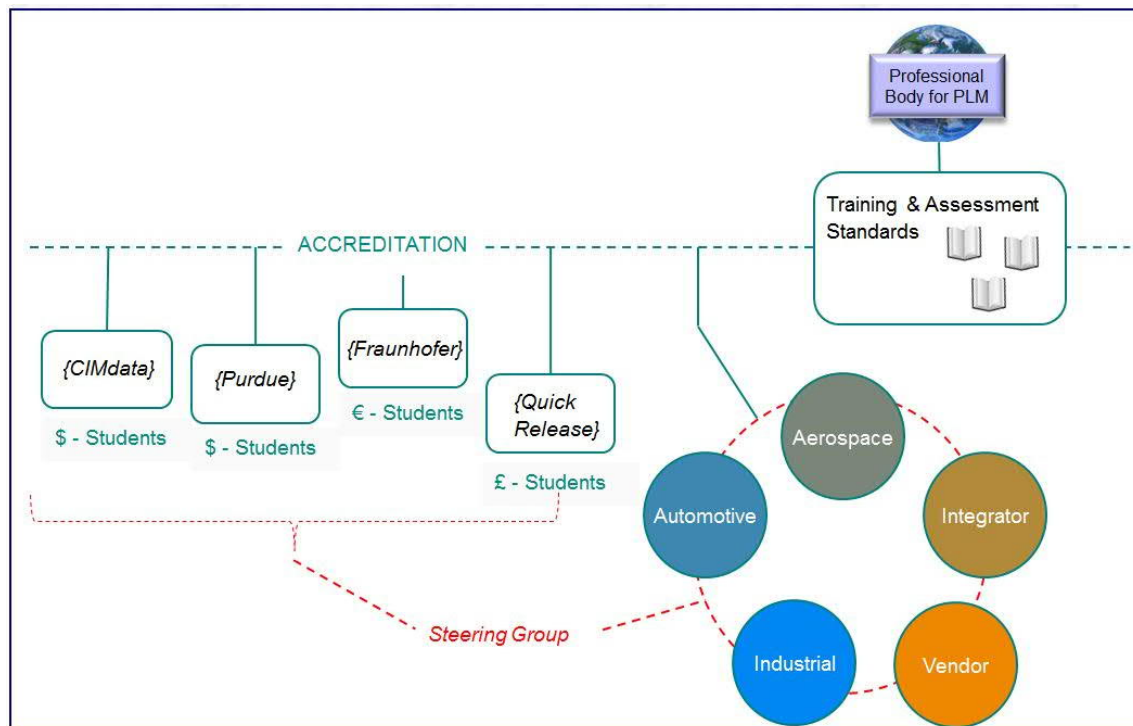 Professional
Body for PLM
Training & Assessment
Standards
ACCREDITATION
{CIMdata}
$ - Students
{Purdue}
$ - Students
{Fraunhofer}
€ - Students
{Quick
Release}
£ - Students
Aerospace
Automotive
Integrator
Steering Group
Industrial
Vendor